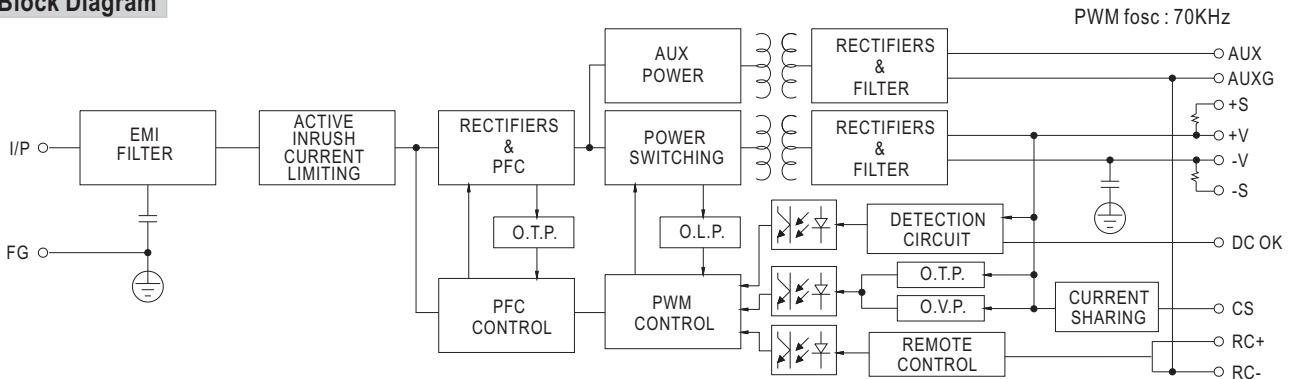 Block Diagram
PWM fosc : 70KHz
I/P
FG
EMI
FILTER
ACTIVE
INRUSH
CURRENT
LIMITING
RECTIFIERS
&
PFC
O.T.P.
PFC
CONTROL
AUX
POWER
POWER
SWITCHING
O.L.P.
PWM
CONTROL
RECTIFIERS
&
FILTER
RECTIFIERS
&
FILTER
DETECTION
CIRCUIT
O.T.P.
O.V.P.
REMOTE
CONTROL
CURRENT
SHARING
AUX
AUXG
+S
+V
-V
-S
DC OK
CS
RC+
RC-